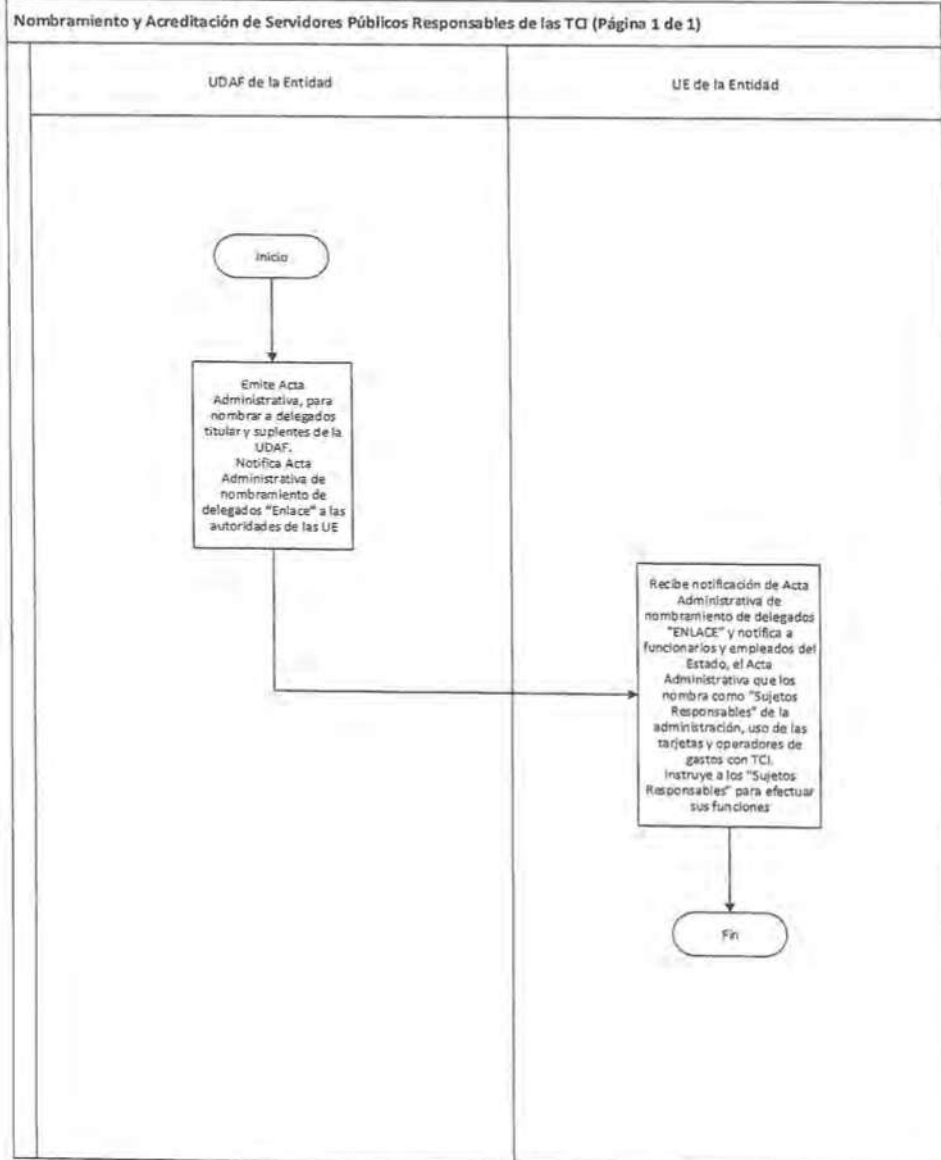 Nombramiento y Acreditación de Servidores Públicos Responsables de las TCI (Página 1 de 1)
UDAF de la Entidad
UE de la Entidad
Inicio
Emite Acta
Administrativa, para
nombrar a delegados
titular y suplentes de la
UDAF.
Notifica Acta
Administrativa de
nombramiento de
delegados "Enlace" a las
autoridades de las UE
Recibe notificación de Acta
Administrativa de
nombramiento de delegados
"ENLACE" y notifica a
funcionarios y empleados del
Estado, el Acta
Administrativa que los
nombra como "Sujetos
Responsables" de la
administración, uso de las
tarjetas y operadores de
gastos con TCI.
Instruye a los "Sujetos
Responsables" para efectuar
sus funciones
Fin